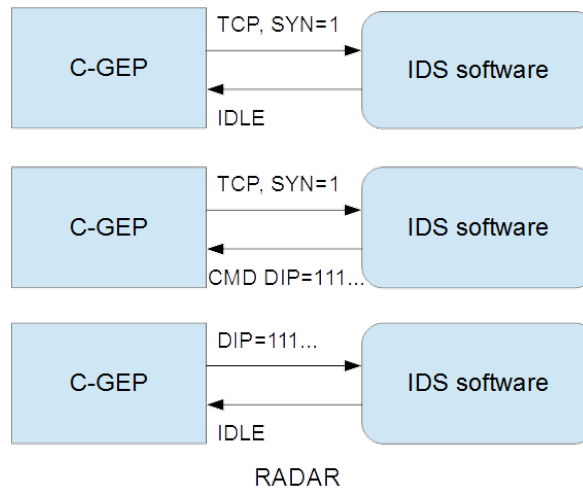 TCP, SYN=1
C-GEP
IDS software
IDLE
TCP, SYN=1
C-GEP
IDS software
CMD DIP=111...
DIP=111...
C-GEP
IDS software
IDLE
RADAR